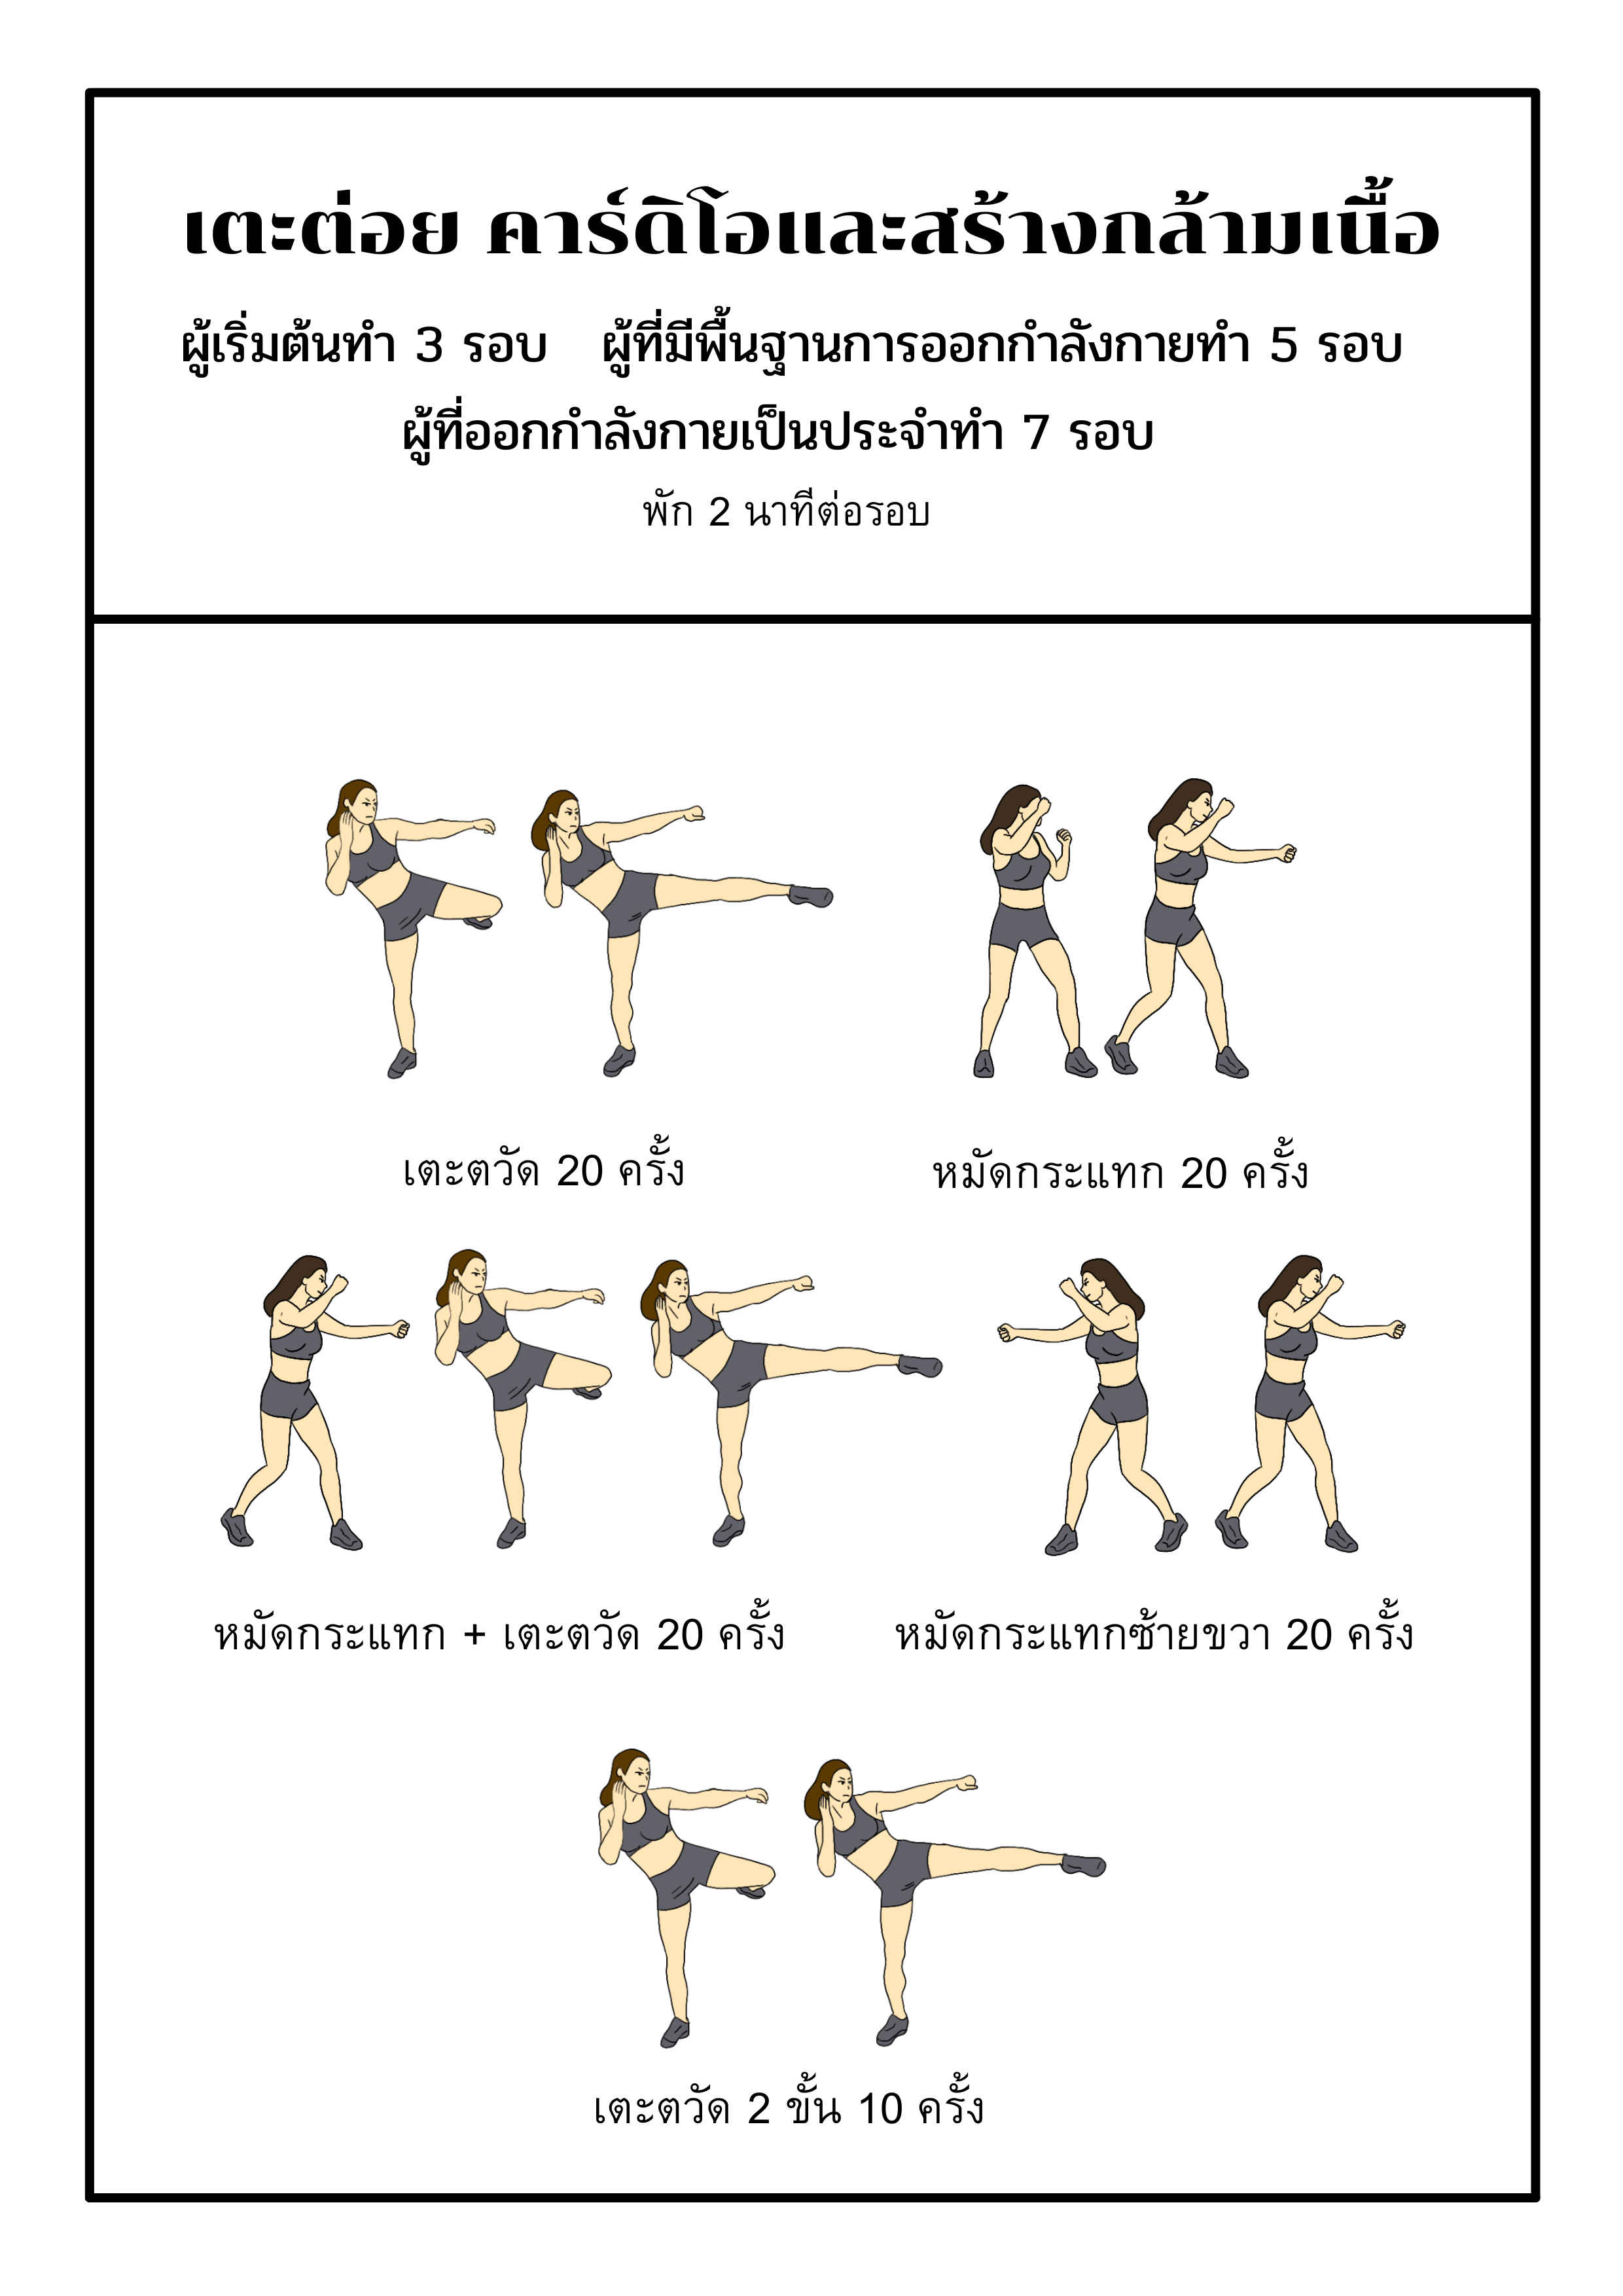 เตะต่อย คาร์ดิโอและสร้างกล้ามเนื้อ
ผู้เริ่มต้นทำ 3 รอบ ผู้ที่มีพื้นฐานการออกกำลังกายทำ 5 รอบ
ผู้ที่ออกกำลังกายเป็นประจำทำ 7 รอบ
พัก 2 นาทีต่อรอบ
เตะตวัด 20 ครั้ง
หมัดกระแทก 20 ครั้ง
หมัดกระแทก + เตะตวัด 20 ครั้ง
หมัดกระแทกซ้ายขวา 20 ครั้ง
เตะตวัด 2 ขั้น 10 ครั้ง